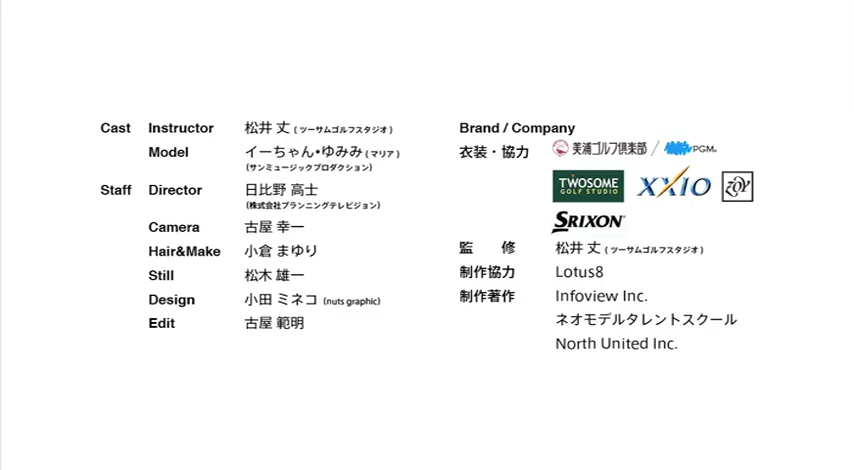 Cast Instructor 松井 丈 (ツーサムゴルフスタジオ)
Model イーちゃん・ゆみみ (マリア)
(サンミュージックプロダクション)
Staff Director 日比野 高士
(株式会社プランニングテレビジョン)
Camera 古屋 幸一
Hair&Make 小倉 まゆり
Still 松木 雄一
Design 小田 ミネコ (nuts graphic)
Edit 古屋 範明
Brand / Company
衣装・協力 美浦ゴルフ倶楽部 / PGM
TWOSOME GOLF STUDIO XXIO ZOY
SRIXON
監 修 松井 丈 (ツーサムゴルフスタジオ)
制作協力 Lotus8
制作著作 Infoview Inc.
ネオモデルタレントスクール
North United Inc.